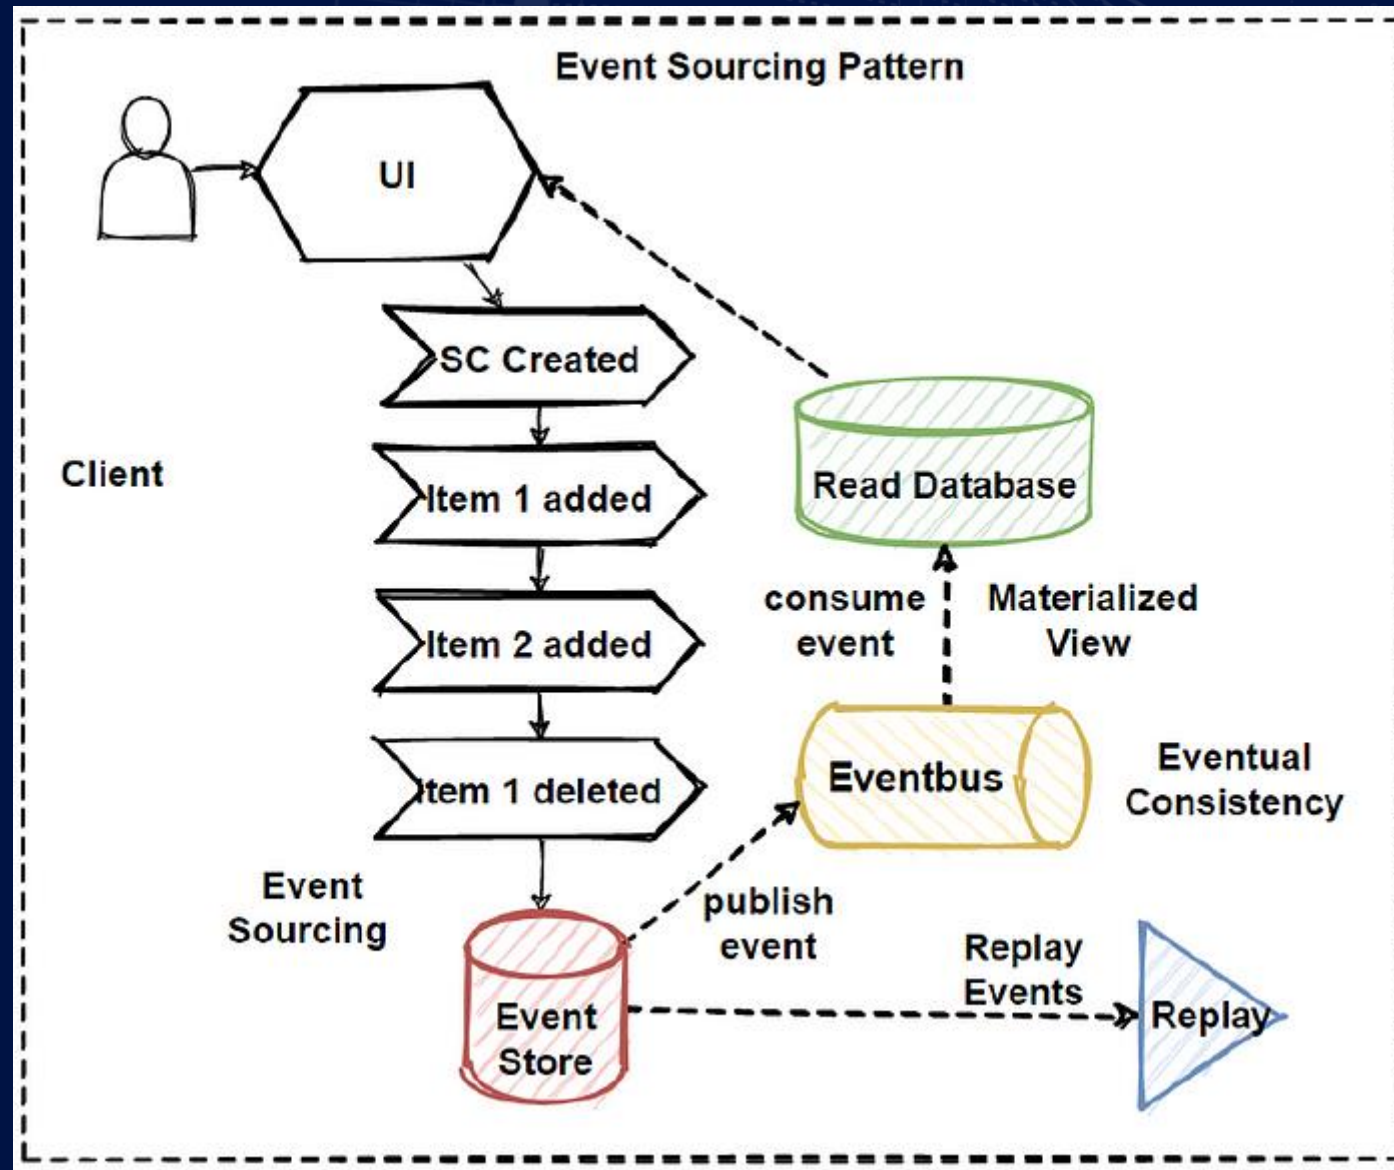 Event Sourcing Pattern
UI
SC Created
Client
Item 1 added
Read Database
consume
event
Materialized
View
Item 2 added
Item 1 deleted
Eventbus
Eventual
Consistency
Event
Sourcing
publish
event
Replay
Events
Event
Store
Replay